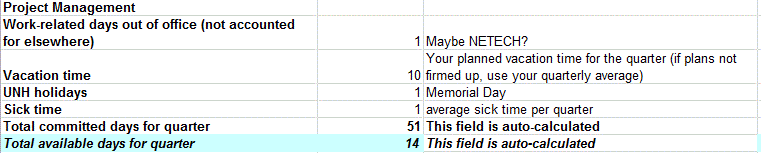 Project Management
Work-related days out of office (not accounted
for elsewhere) 1 Maybe NETECH?
Your planned vacation time for the quarter (if plans not
Vacation time 10 firmed up, use your quarterly average)
UNH holidays 1 Memorial Day
Sick time 1 average sick time per quarter
Total committed days for quarter 51 This field is auto-calculated
Total available days for quarter 14 This field is auto-calculated